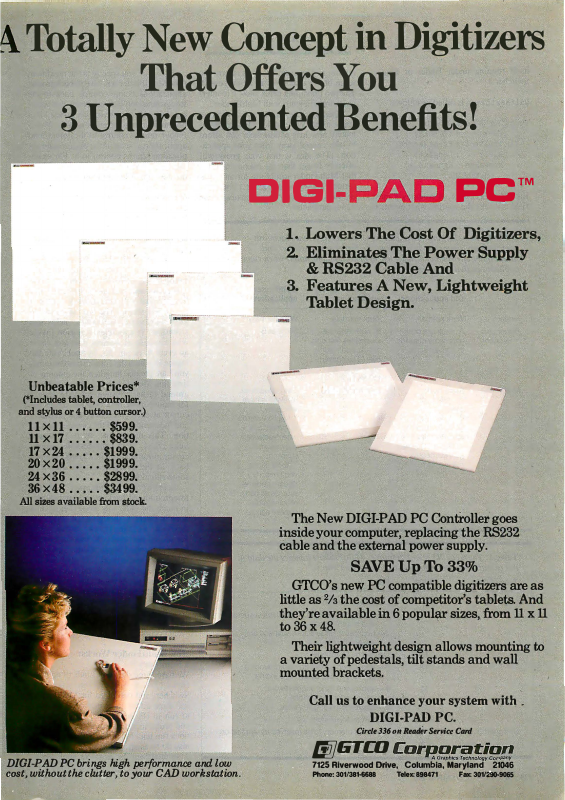 A Totally New Concept in Digitizers
That Offers You
3 Unprecedented Benefits!
DIGI-PAD PC™
1. Lowers The Cost Of Digitizers,
2. Eliminates The Power Supply
& RS232 Cable And
3. Features A New, Lightweight
Tablet Design.
Unbeatable Prices*
(*Includes tablet, controller,
and stylus or 4 button cursor.)
11×11 . . . . . . $599.
11×17 . . . . . . $839.
17×24 . . . . . $1999.
20×20 . . . . . $1999.
24×36 . . . . . $2899.
36×48 . . . . . $3499.
All sizes available from stock.
The New DIGI-PAD PC Controller goes
inside your computer, replacing the RS232
cable and the external power supply.
SAVE Up To 33%
GTCO's new PC compatible digitizers are as
little as ⅔ the cost of competitor's tablets. And
they're available in 6 popular sizes, from 11 x 11
to 36 x 48.
Their lightweight design allows mounting to
a variety of pedestals, tilt stands and wall
mounted brackets.
Call us to enhance your system with
DIGI-PAD PC.
Circle 336 on Reader Service Card
GTCO Corporation
A Graphics Technology Company
7125 Riverwood Drive, Columbia, Maryland 21046
Phone: 301/381-6688 Telex: 898471 Fax: 301/290-9065
DIGI-PAD PC brings high performance and low
cost, without the clutter, to your CAD workstation.